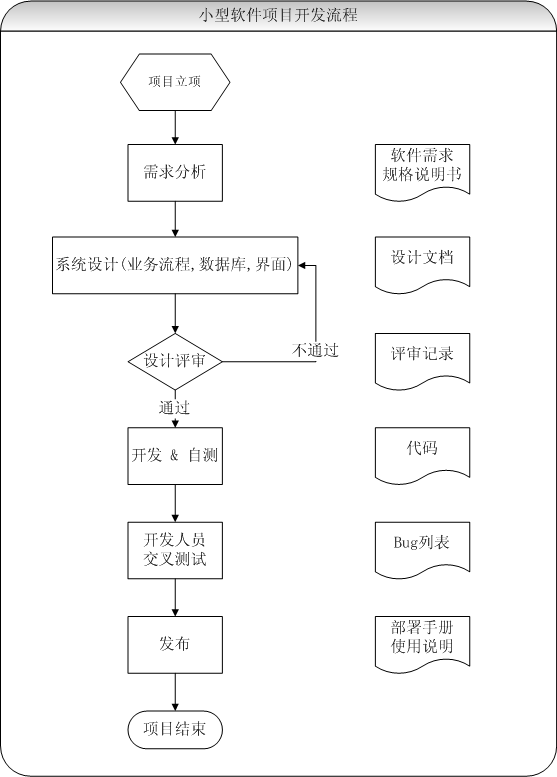 小型软件项目开发流程
项目立项
需求分析
软件需求
规格说明书
系统设计(业务流程,数据库,界面)
设计文档
设计评审
不通过
评审记录
通过
开发 & 自测
代码
开发人员
交叉测试
Bug列表
发布
部署手册
使用说明
项目结束